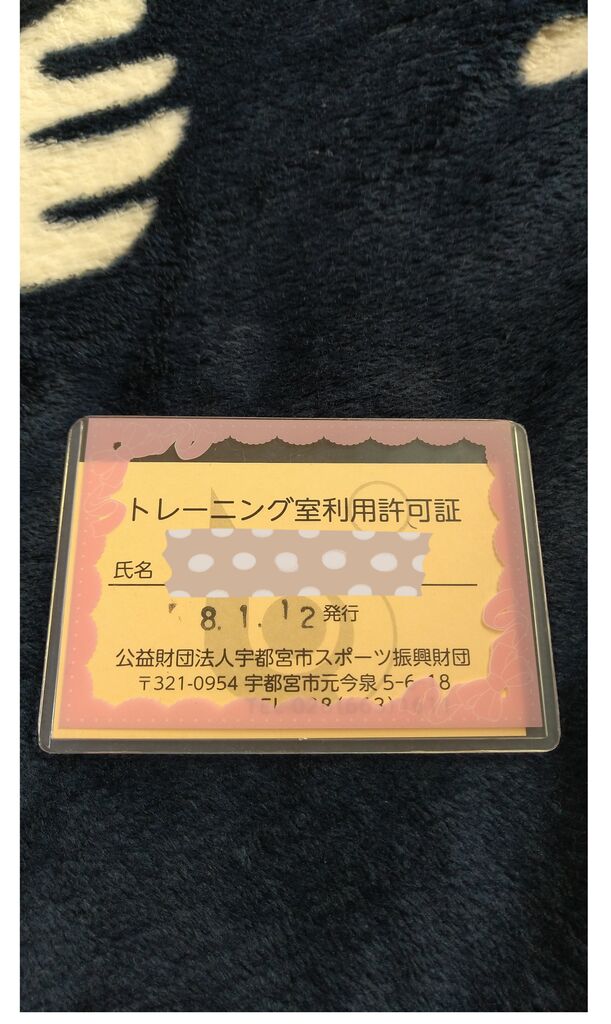 トレーニング室利用許可証
氏名
8.1.12発行
公益財団法人宇都宮市スポーツ振興財団
〒321-0954 宇都宮市元今泉 5-6-18